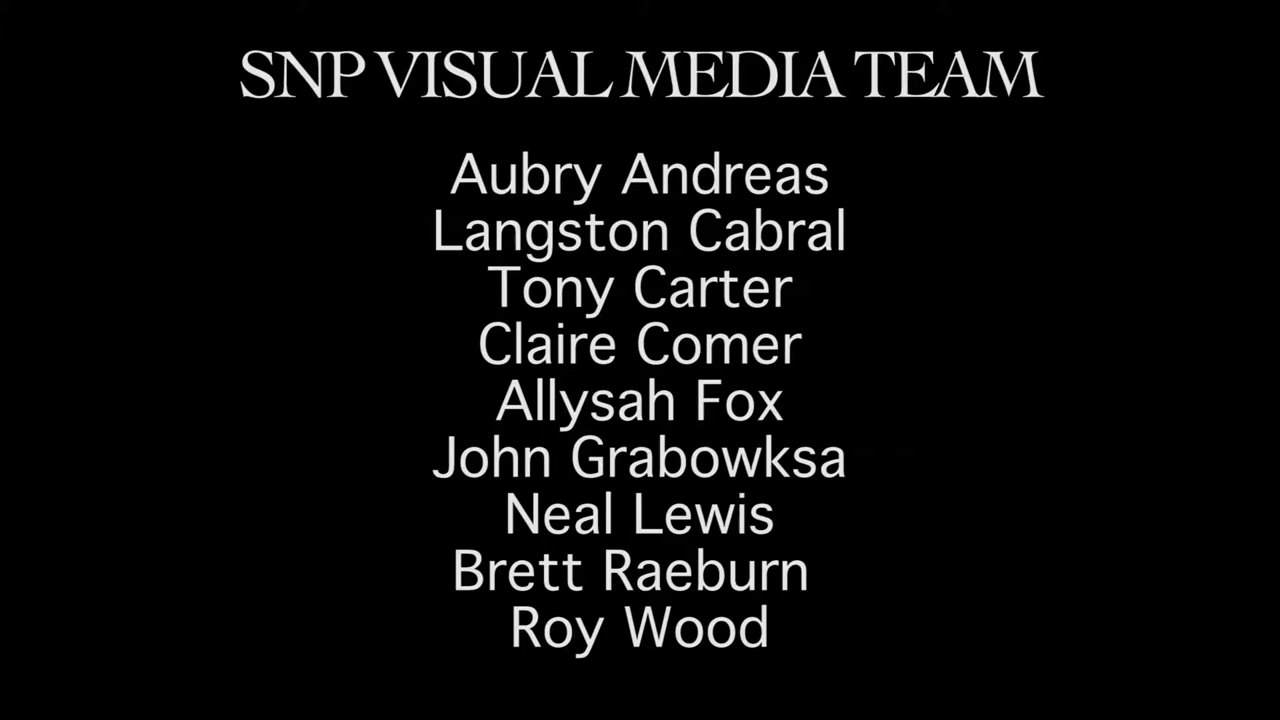 SNP VISUAL MEDIA TEAM
Aubry Andreas
Langston Cabral
Tony Carter
Claire Comer
Allysah Fox
John Grabowksa
Neal Lewis
Brett Raeburn
Roy Wood